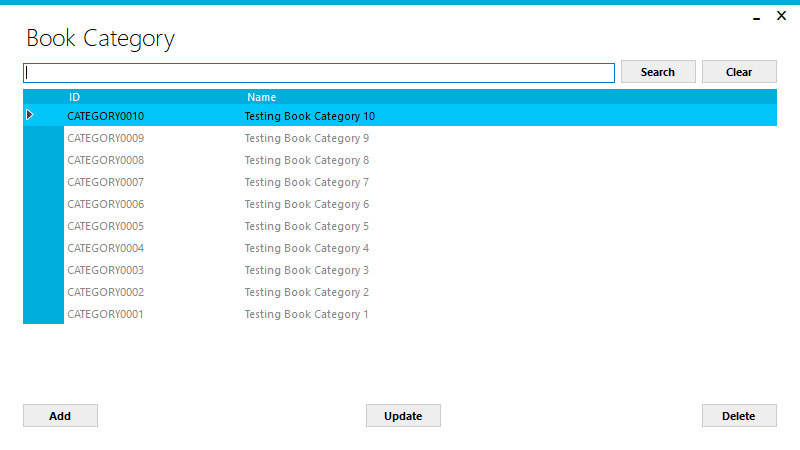 Book Category
Search Clear
ID Name
CATEGORY0010 Testing Book Category 10
CATEGORY0009 Testing Book Category 9
CATEGORY0008 Testing Book Category 8
CATEGORY0007 Testing Book Category 7
CATEGORY0006 Testing Book Category 6
CATEGORY0005 Testing Book Category 5
CATEGORY0004 Testing Book Category 4
CATEGORY0003 Testing Book Category 3
CATEGORY0002 Testing Book Category 2
CATEGORY0001 Testing Book Category 1
Add Update Delete